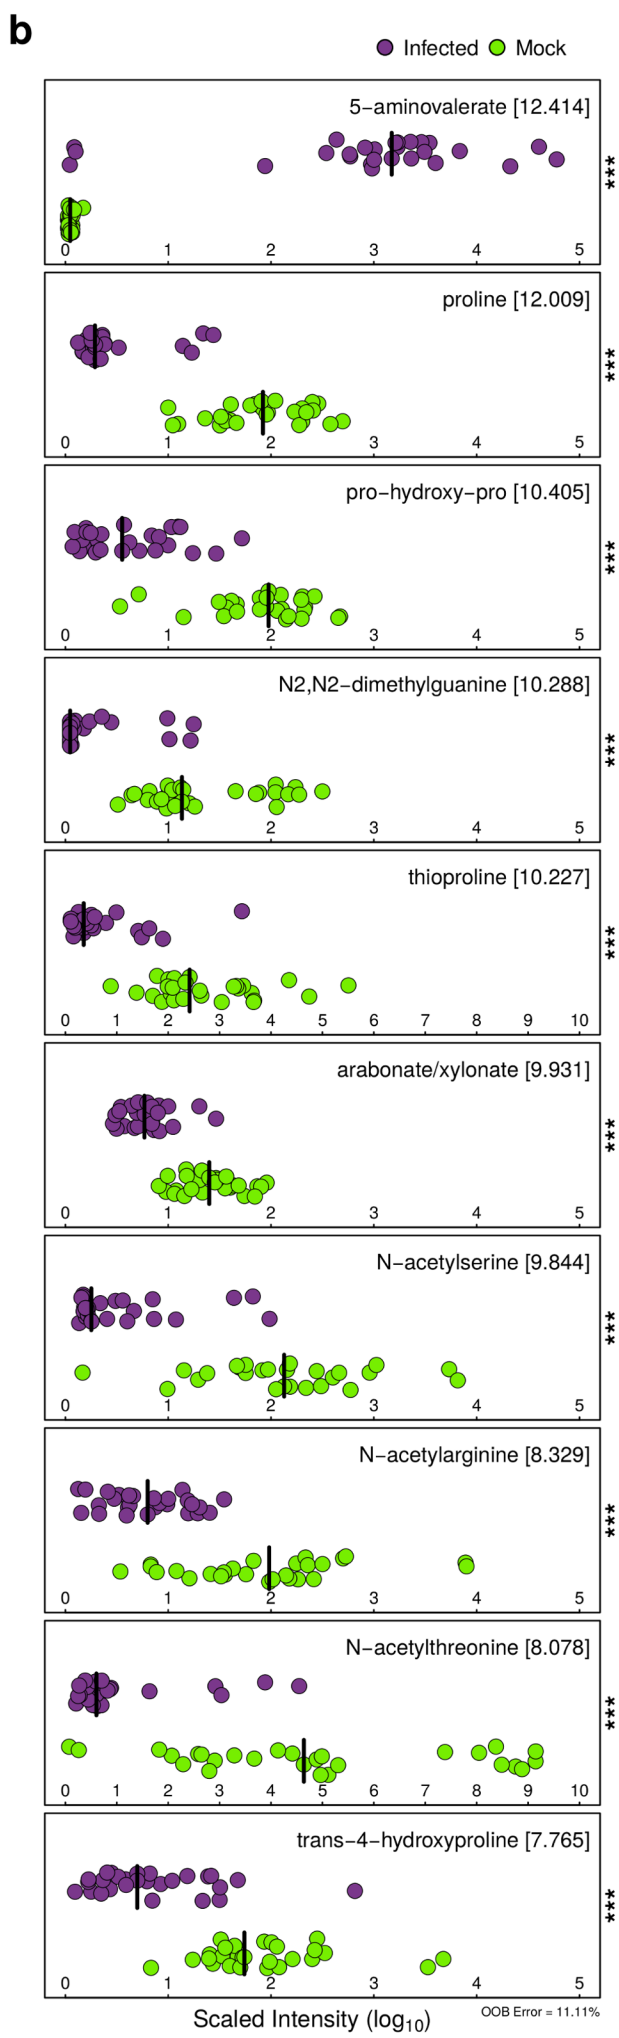 b
Infected Mock
5−aminovalerate [12.414]
***
0 1 2 3 4 5
proline [12.009]
***
0 1 2 3 4 5
pro−hydroxy−pro [10.405]
***
0 1 2 3 4 5
N2,N2−dimethylguanine [10.288]
***
0 1 2 3 4 5
thioproline [10.227]
***
0 1 2 3 4 5 6 7 8 9 10
arabonate/xylonate [9.931]
***
0 1 2 3 4 5
N−acetylserine [9.844]
***
0 1 2 3 4 5
N−acetylarginine [8.329]
***
0 1 2 3 4 5
N−acetylthreonine [8.078]
***
0 1 2 3 4 5 6 7 8 9 10
trans−4−hydroxyproline [7.765]
***
0 1 2 3 4 5
Scaled Intensity (log10)
OOB Error = 11.11%